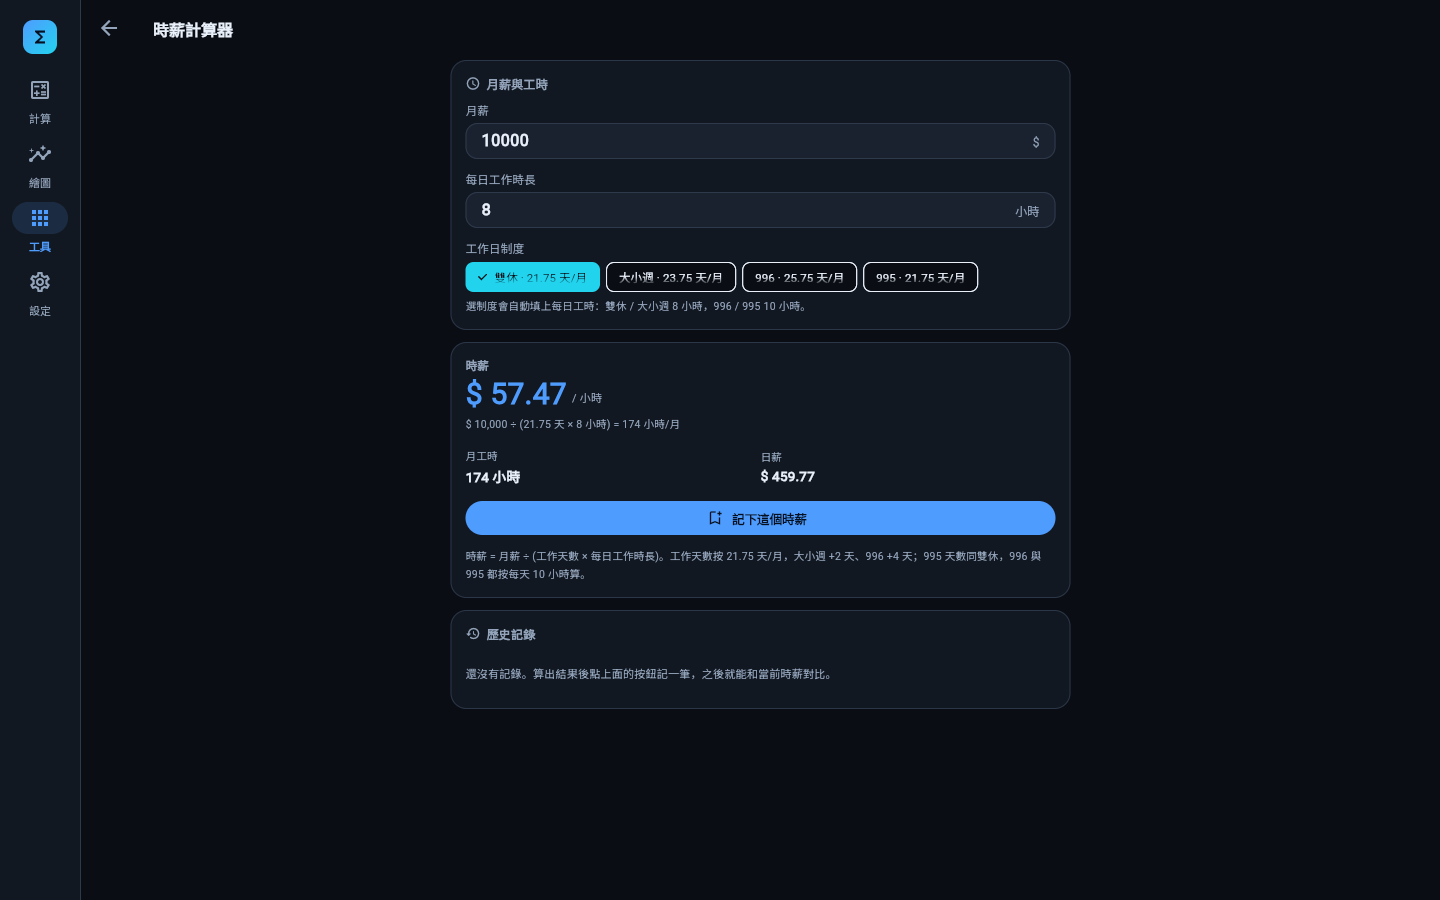 Σ
時薪計算器
計算
繪圖
工具
設定
月薪與工時
月薪
10000
$
每日工作時長
8
小時
工作日制度
雙休 · 21.75 天/月
大小週 · 23.75 天/月
996 · 25.75 天/月
995 · 21.75 天/月
選制度會自動填上每日工時：雙休 / 大小週 8 小時，996 / 995 10 小時。
時薪
$ 57.47 / 小時
$ 10,000 ÷ (21.75 天 × 8 小時) = 174 小時/月
月工時
174 小時
日薪
$ 459.77
記下這個時薪
時薪 = 月薪 ÷ (工作天數 × 每日工作時長)。工作天數按 21.75 天/月，大小週 +2 天、996 +4 天；995 天數同雙休，996 與
995 都按每天 10 小時算。
歷史記錄
還沒有記錄。算出結果後點上面的按鈕記一筆，之後就能和當前時薪對比。